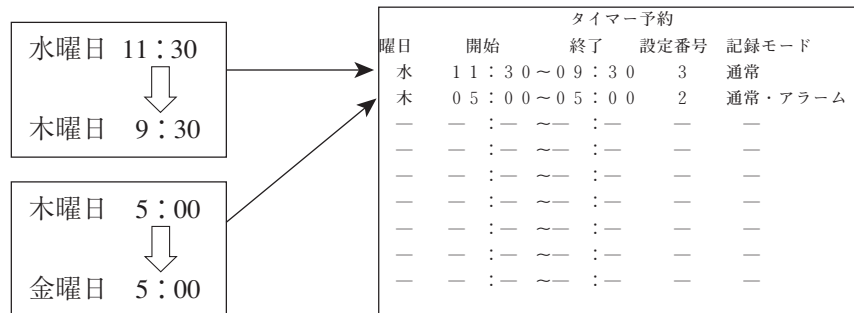 水曜日 11：30
木曜日 9：30
木曜日 5：00
金曜日 5：00
タイマー予約
曜日 開始 終了 設定番号 記録モード
水 １１：３０～０９：３０ ３ 通常
木 ０５：００～０５：００ ２ 通常・アラーム
― ― ：― ～― ：― ― ―
― ― ：― ～― ：― ― ―
― ― ：― ～― ：― ― ―
― ― ：― ～― ：― ― ―
― ― ：― ～― ：― ― ―
― ― ：― ～― ：― ― ―
― ― ：― ～― ：― ― ―